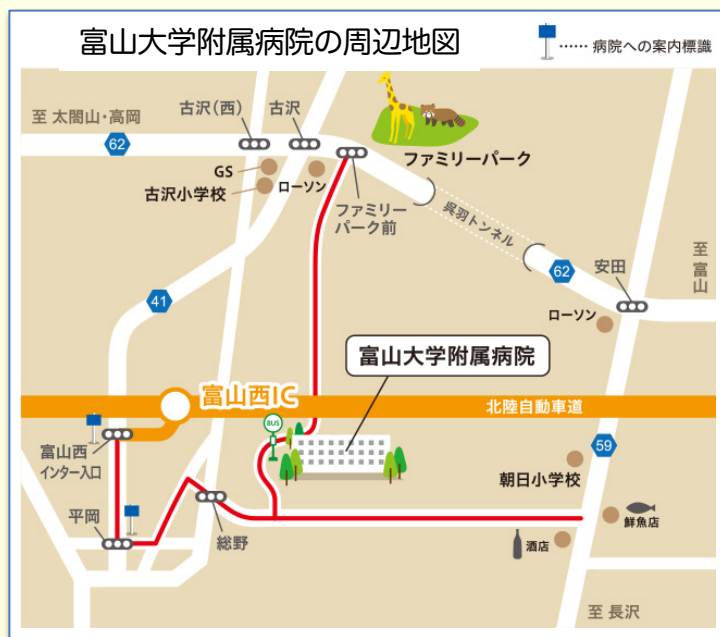 富山大学附属病院の周辺地図
…… 病院への案内標識
至 太閤山・高岡
62
古沢(西)
古沢
GS
古沢小学校
ローソン
ファミリーパーク
ファミリー
パーク前
呉羽トンネル
62
安田
至富山
ローソン
41
富山大学附属病院
富山西IC
北陸自動車道
BUS
富山西
インター入口
59
朝日小学校
平岡
総野
鮮魚店
酒店
至 長沢